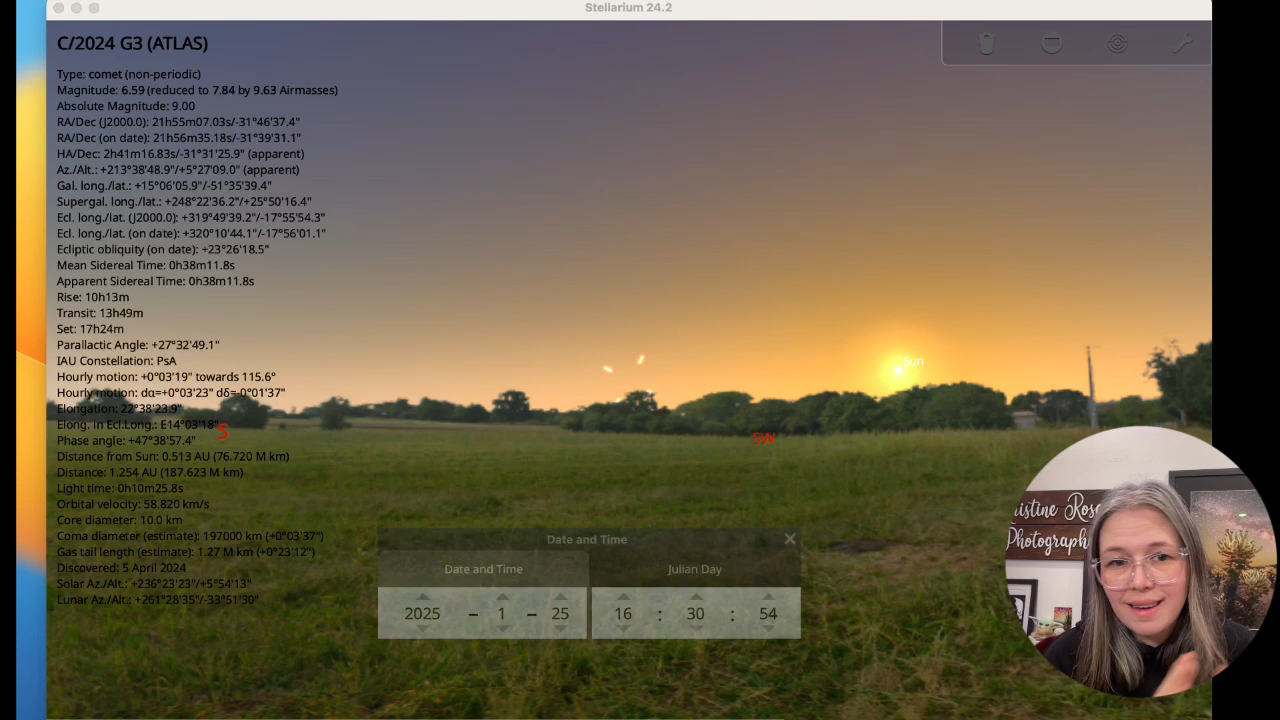 Stellarium 24.2
C/2024 G3 (ATLAS)
Type: comet (non-periodic)
Magnitude: 6.59 (reduced to 7.84 by 9.63 Airmasses)
Absolute Magnitude: 9.00
RA/Dec (J2000.0): 21h55m07.03s/-31°46'37.4"
RA/Dec (on date): 21h56m35.18s/-31°39'31.1"
HA/Dec: 2h41m16.83s/-31°31'25.9" (apparent)
Az./Alt.: +213°38'48.9"/+5°27'09.0" (apparent)
Gal. long./lat.: +15°06'05.9"/-51°35'39.4"
Supergal. long./lat.: +248°22'36.2"/+25°50'16.4"
Ecl. long./lat. (J2000.0): +319°49'39.2"/-17°55'54.3"
Ecl. long./lat. (on date): +320°10'44.1"/-17°56'01.1"
Ecliptic obliquity (on date): +23°26'18.5"
Mean Sidereal Time: 0h38m11.8s
Apparent Sidereal Time: 0h38m11.8s
Rise: 10h13m
Transit: 13h49m
Set: 17h24m
Parallactic Angle: +27°32'49.1"
IAU Constellation: PsA
Hourly motion: +0°03'19" towards 115.6°
Hourly motion: dα=+0°03'23" dδ=-0°01'37"
Elongation: 22°38'23.9"
Elong. in Ecl.Long.: E14°03'18"
Phase angle: +47°38'57.4"
Distance from Sun: 0.513 AU (76.720 M km)
Distance: 1.254 AU (187.623 M km)
Light time: 0h10m25.8s
Orbital velocity: 58.820 km/s
Core diameter: 10.0 km
Coma diameter (estimate): 197000 km (+0°03'37")
Gas tail length (estimate): 1.27 M km (+0°23'12")
Discovered: 5 April 2024
Solar Az./Alt.: +236°23'23"/+5°54'13"
Lunar Az./Alt.: +261°28'35"/-33°51'30"
Sun
S
SW
Date and Time
Date and Time Julian Day
2025 – 1 – 25 16 : 30 : 54
ristine Rose
Photograph